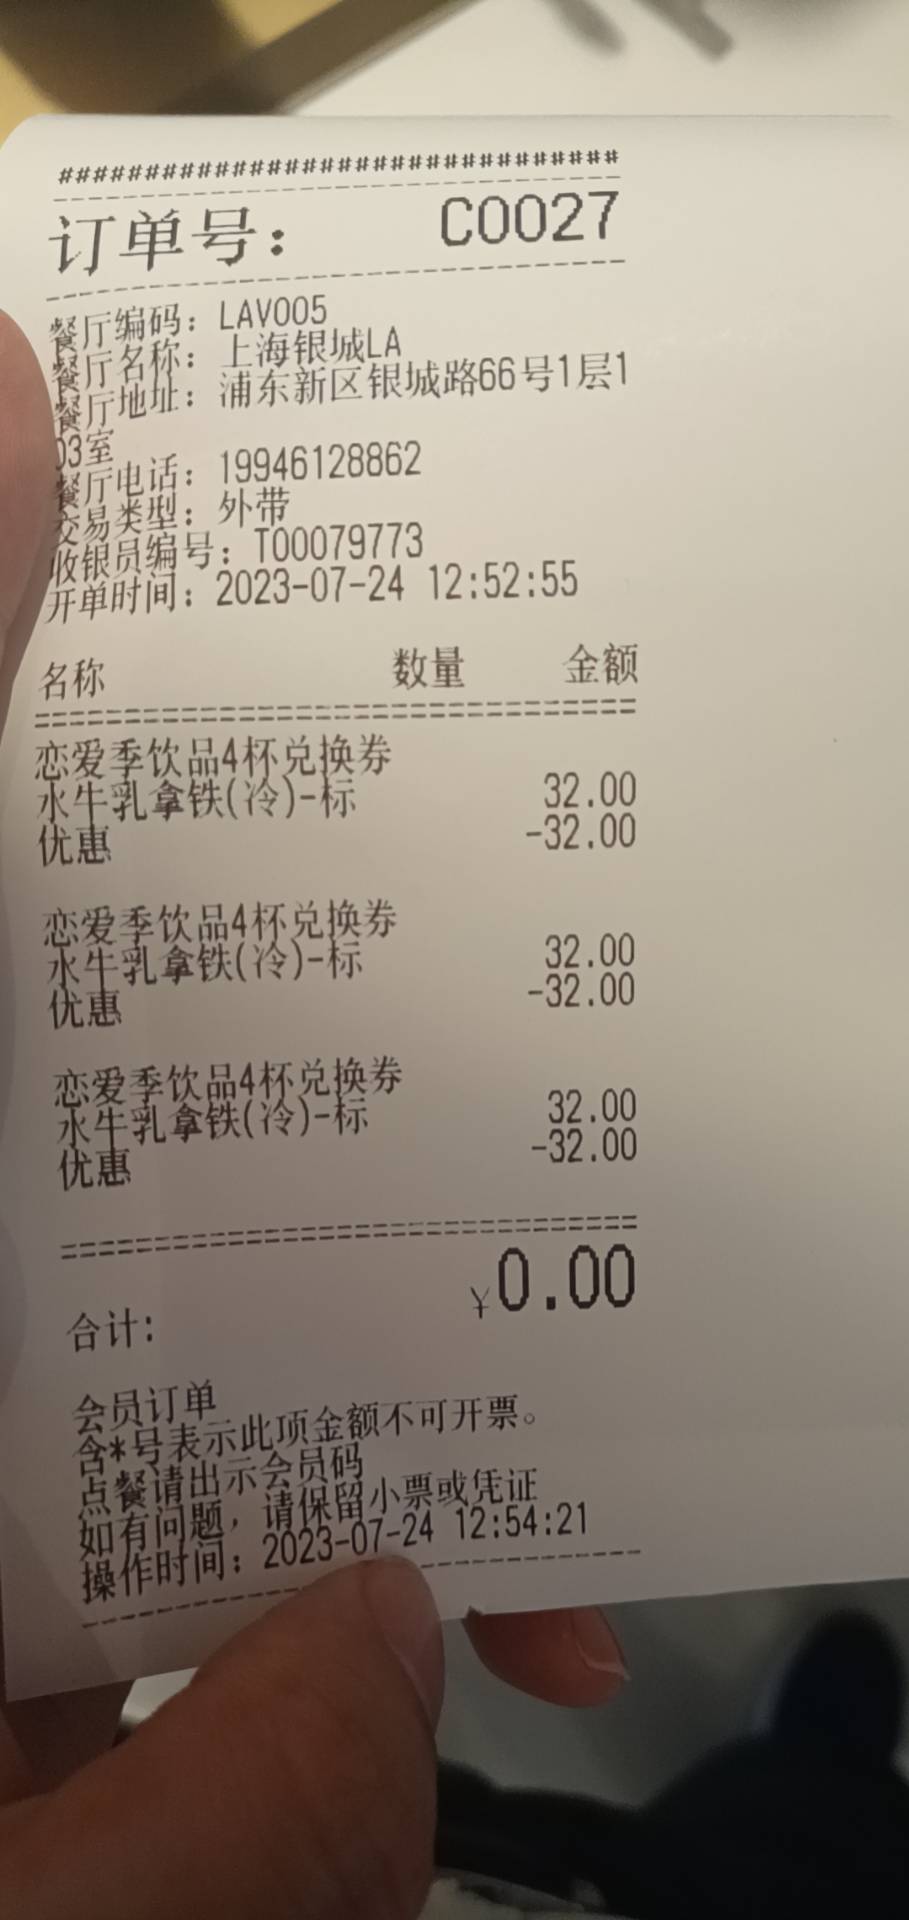 ################################
订单号： C0027
餐厅编码：LAV005
餐厅名称：上海银城LA
餐厅地址：浦东新区银城路66号1层1
03室
餐厅电话：19946128862
交易类型：外带
收银员编号：T00079773
开单时间：2023-07-24 12:52:55
名称 数量 金额
================================
恋爱季饮品4杯兑换券
水牛乳拿铁(冷)-标 32.00
优惠 -32.00
恋爱季饮品4杯兑换券
水牛乳拿铁(冷)-标 32.00
优惠 -32.00
恋爱季饮品4杯兑换券
水牛乳拿铁(冷)-标 32.00
优惠 -32.00
================================
合计: ¥0.00
会员订单
含*号表示此项金额不可开票。
点餐请出示会员码
如有问题，请保留小票或凭证
操作时间：2023-07-24 12:54:21